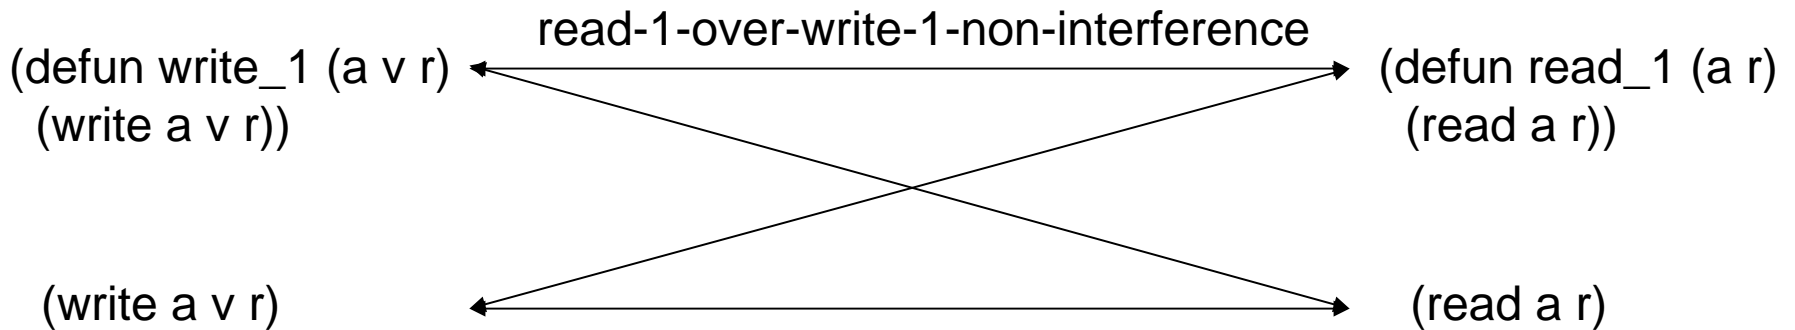 read-1-over-write-1-non-interference
(defun write_1 (a v r)
(write a v r))
(defun read_1 (a r)
(read a r))
(write a v r)
(read a r)